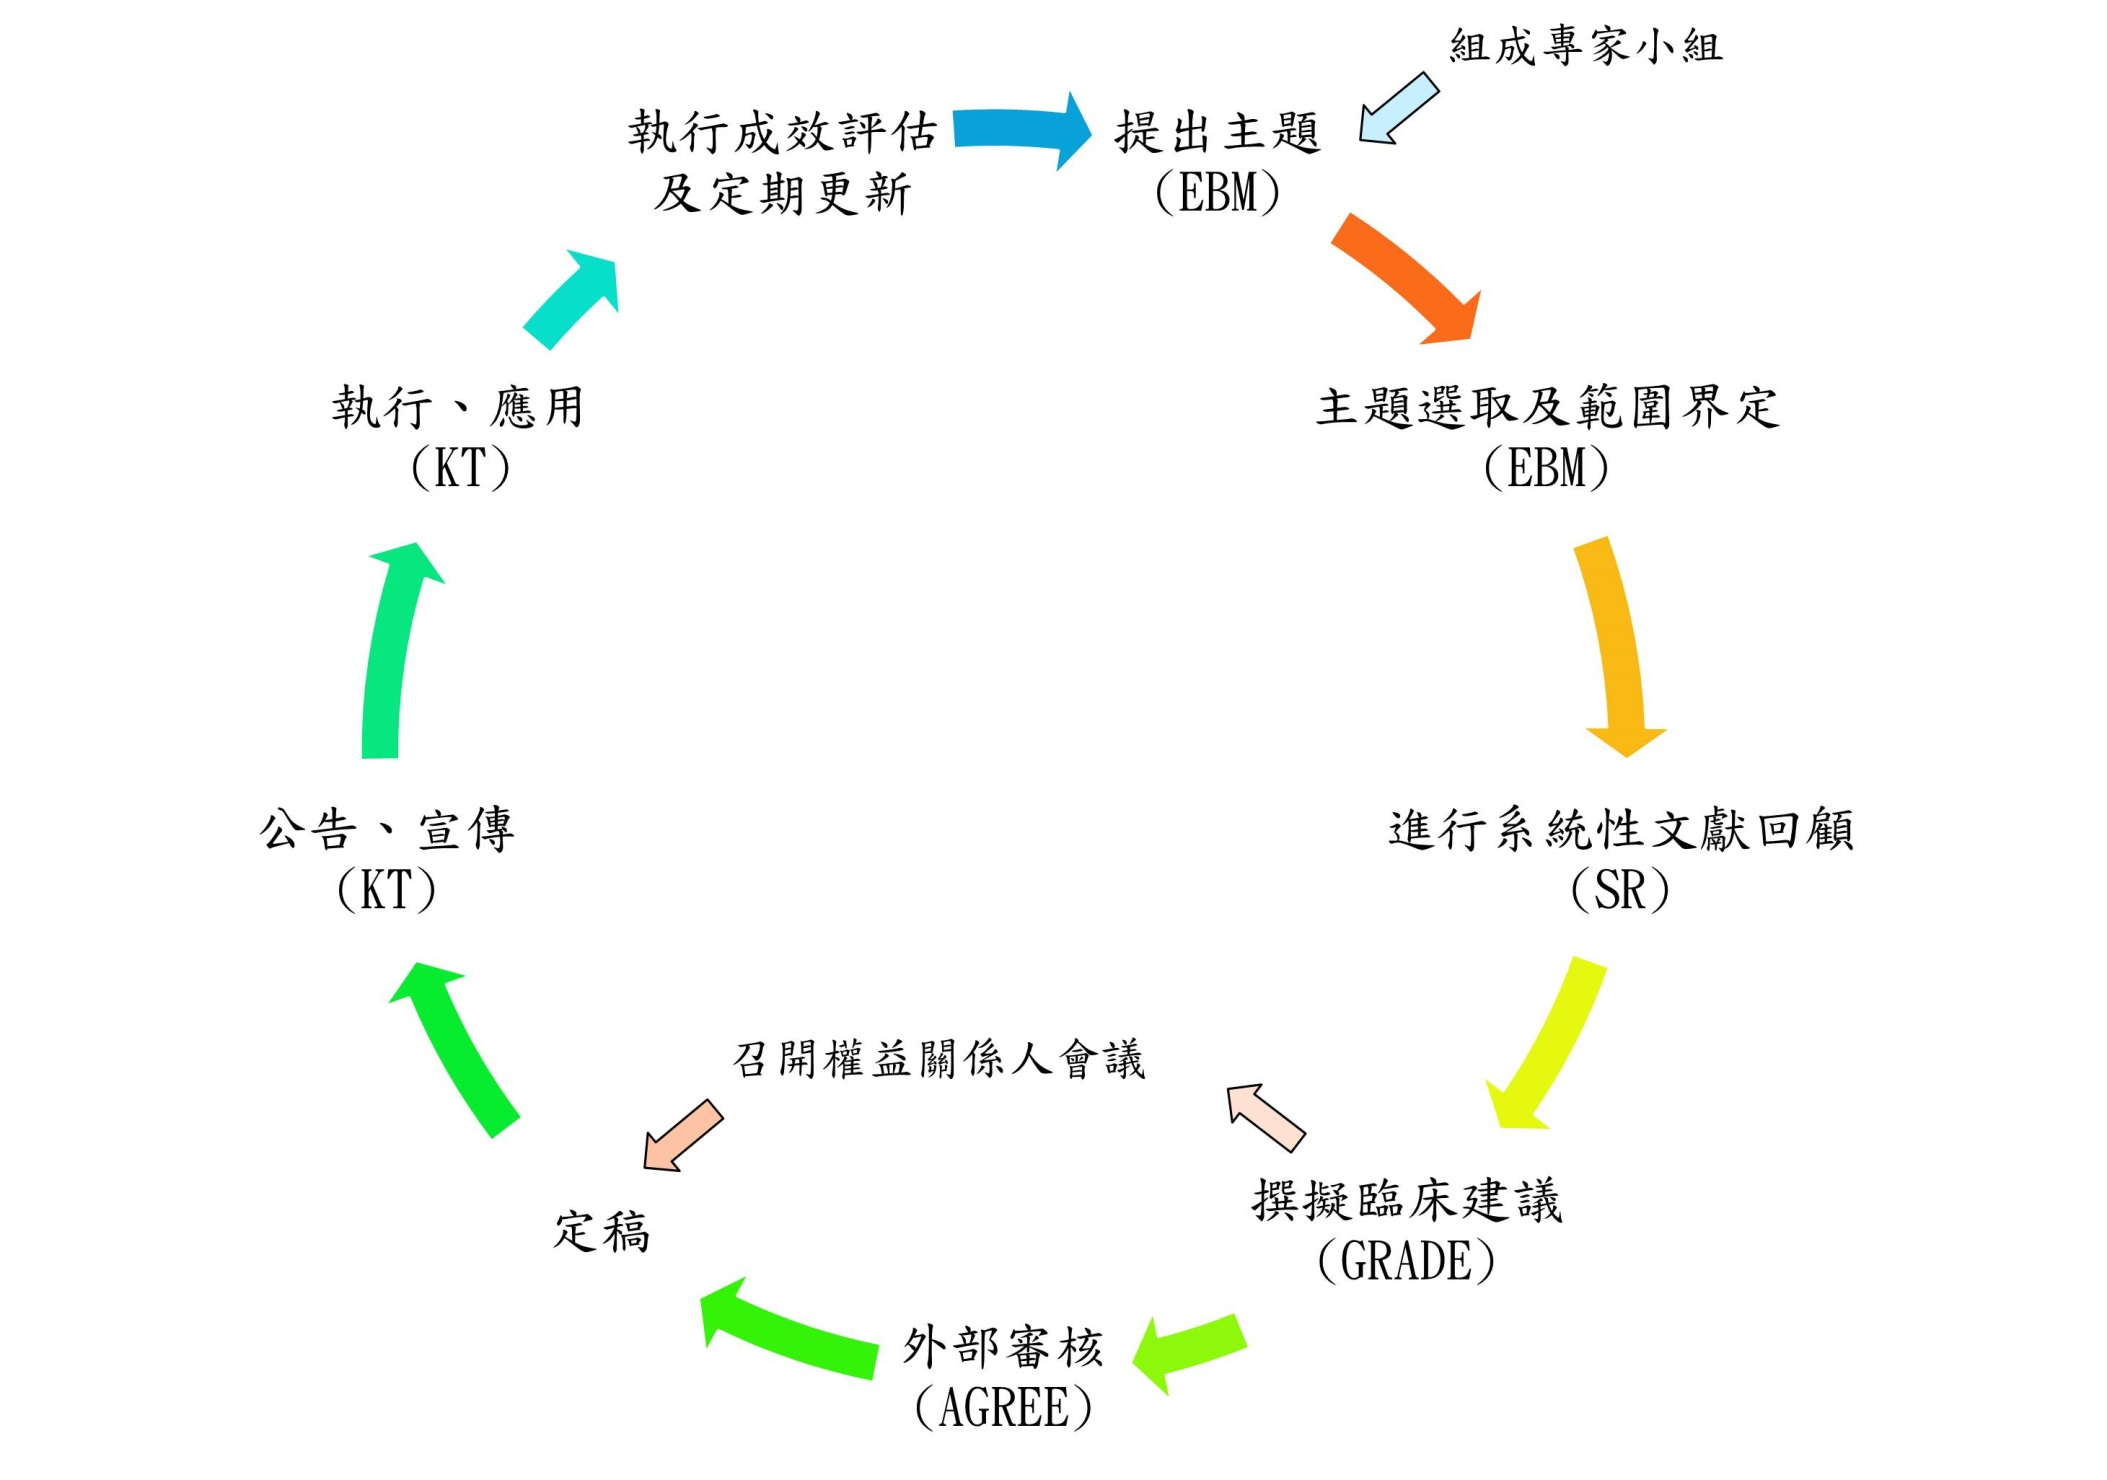 組成專家小組
提出主題
(EBM)
主題選取及範圍界定
(EBM)
進行系統性文獻回顧
(SR)
撰擬臨床建議
(GRADE)
召開權益關係人會議
外部審核
(AGREE)
定稿
公告、宣傳
(KT)
執行、應用
(KT)
執行成效評估
及定期更新